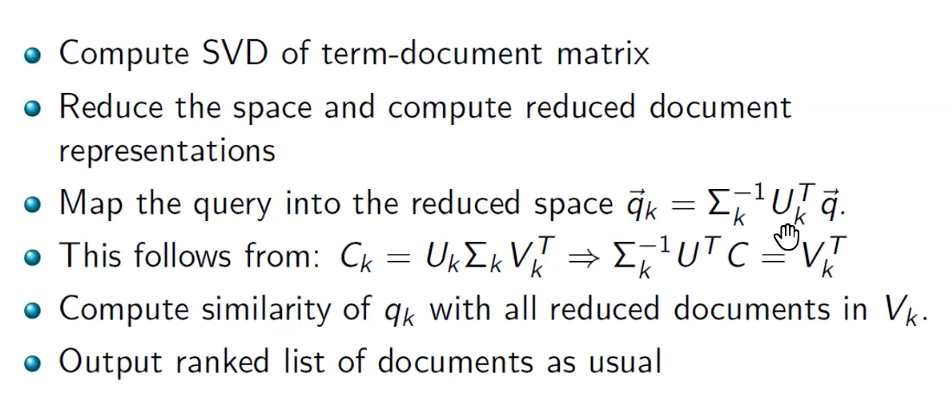 Compute SVD of term-document matrix
Reduce the space and compute reduced document
representations
Map the query into the reduced space $\vec{q}_k = \Sigma_k^{-1} U_k^T \vec{q}$.
This follows from: $C_k = U_k \Sigma_k V_k^T \Rightarrow \Sigma_k^{-1} U^T C = V_k^T$
Compute similarity of $q_k$ with all reduced documents in $V_k$.
Output ranked list of documents as usual